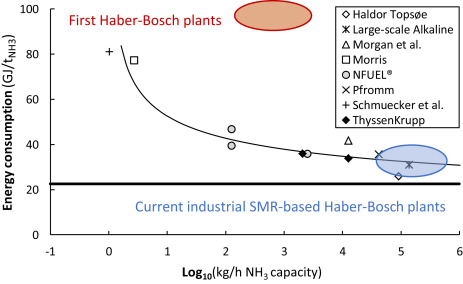 100
80
60
40
20
0
-1
0
1
2
3
4
5
6
Energy consumption (GJ/tNH3)
Log10(kg/h NH3 capacity)
First Haber-Bosch plants
Current industrial SMR-based Haber-Bosch plants
Haldor Topsøe
Large-scale Alkaline
Morgan et al.
Morris
NFUEL®
Pfromm
Schmuecker et al.
ThyssenKrupp